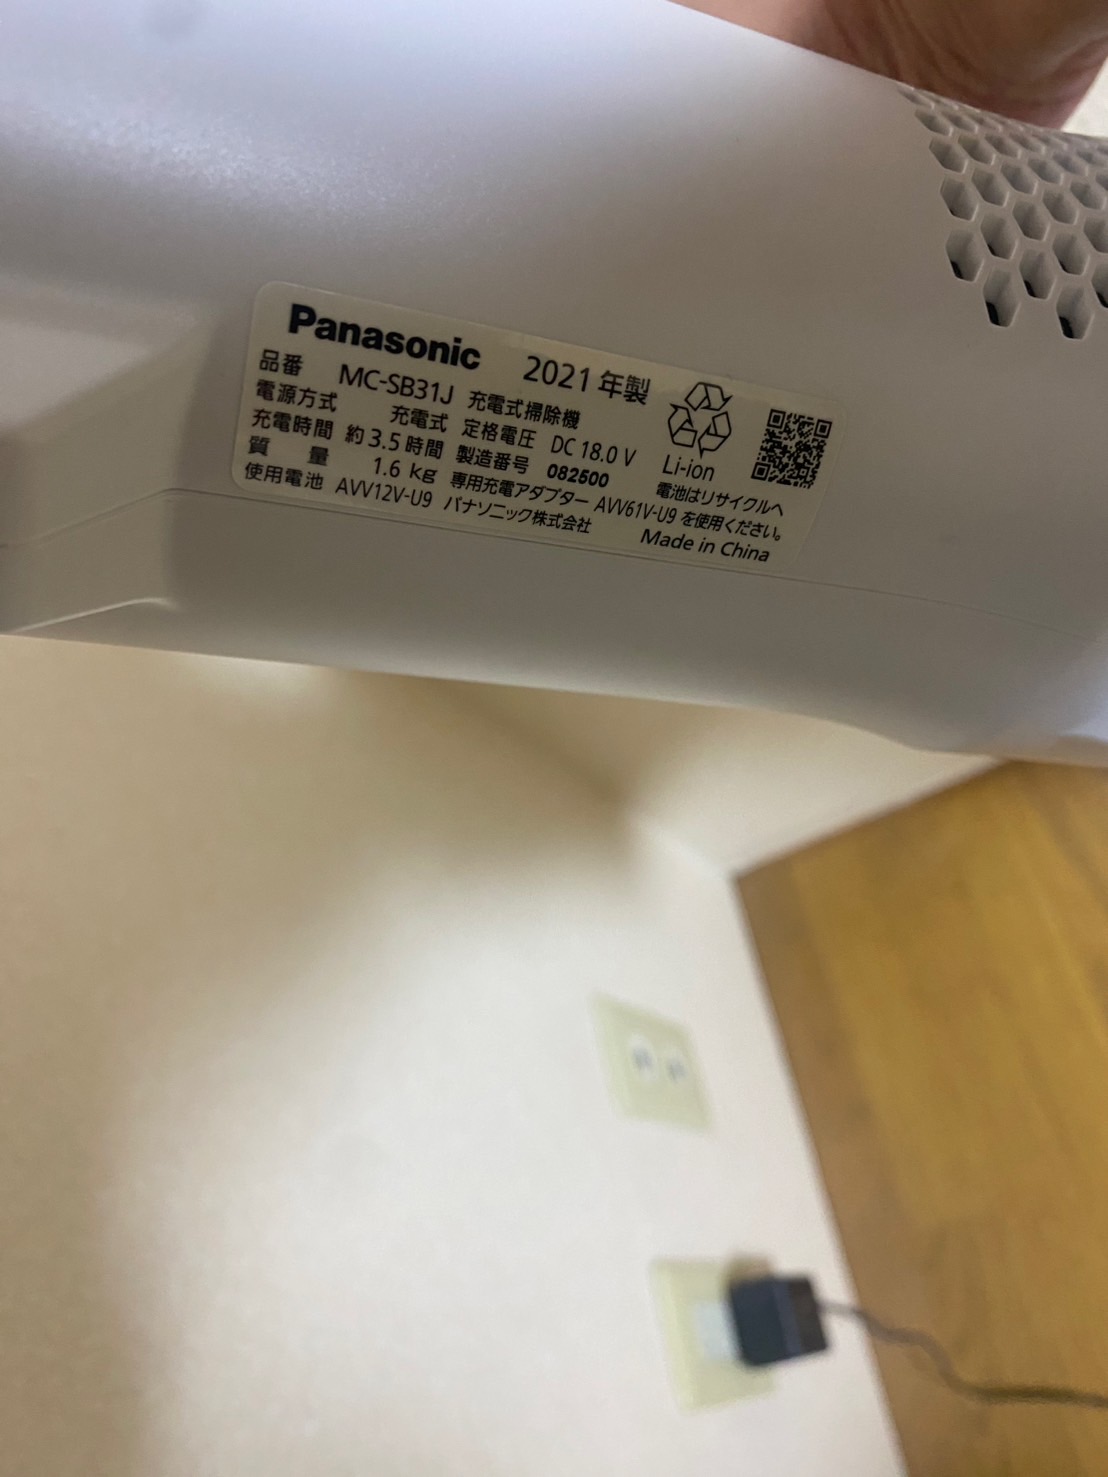 Panasonic 2021年製
品番 MC-SB31J 充電式掃除機
電源方式 充電式 定格電圧 DC 18.0 V
充電時間 約3.5時間 製造番号 082500
質量 1.6 kg 専用充電アダプター AVV61V-U9 を使用ください。
使用電池 AVV12V-U9 パナソニック株式会社
Li-ion
電池はリサイクルへ
Made in China